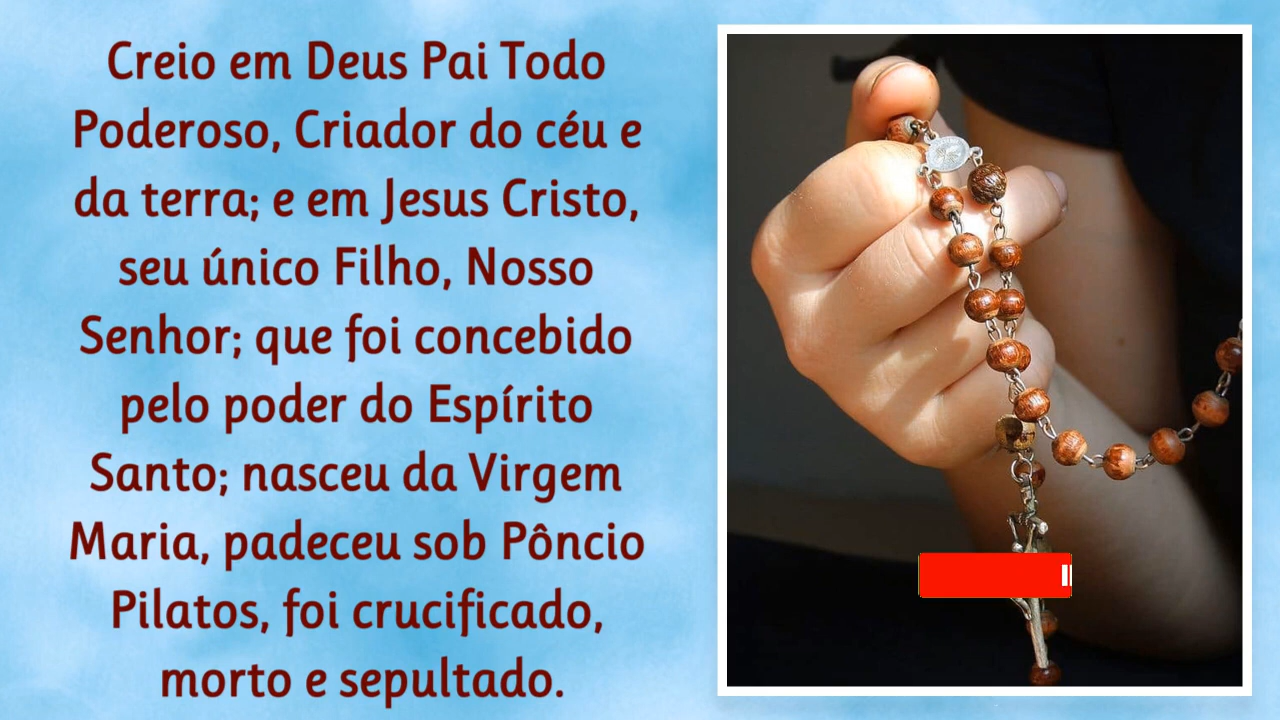 Creio em Deus Pai Todo
Poderoso, Criador do céu e
da terra; e em Jesus Cristo,
seu único Filho, Nosso
Senhor; que foi concebido
pelo poder do Espírito
Santo; nasceu da Virgem
Maria, padeceu sob Pôncio
Pilatos, foi crucificado,
morto e sepultado.